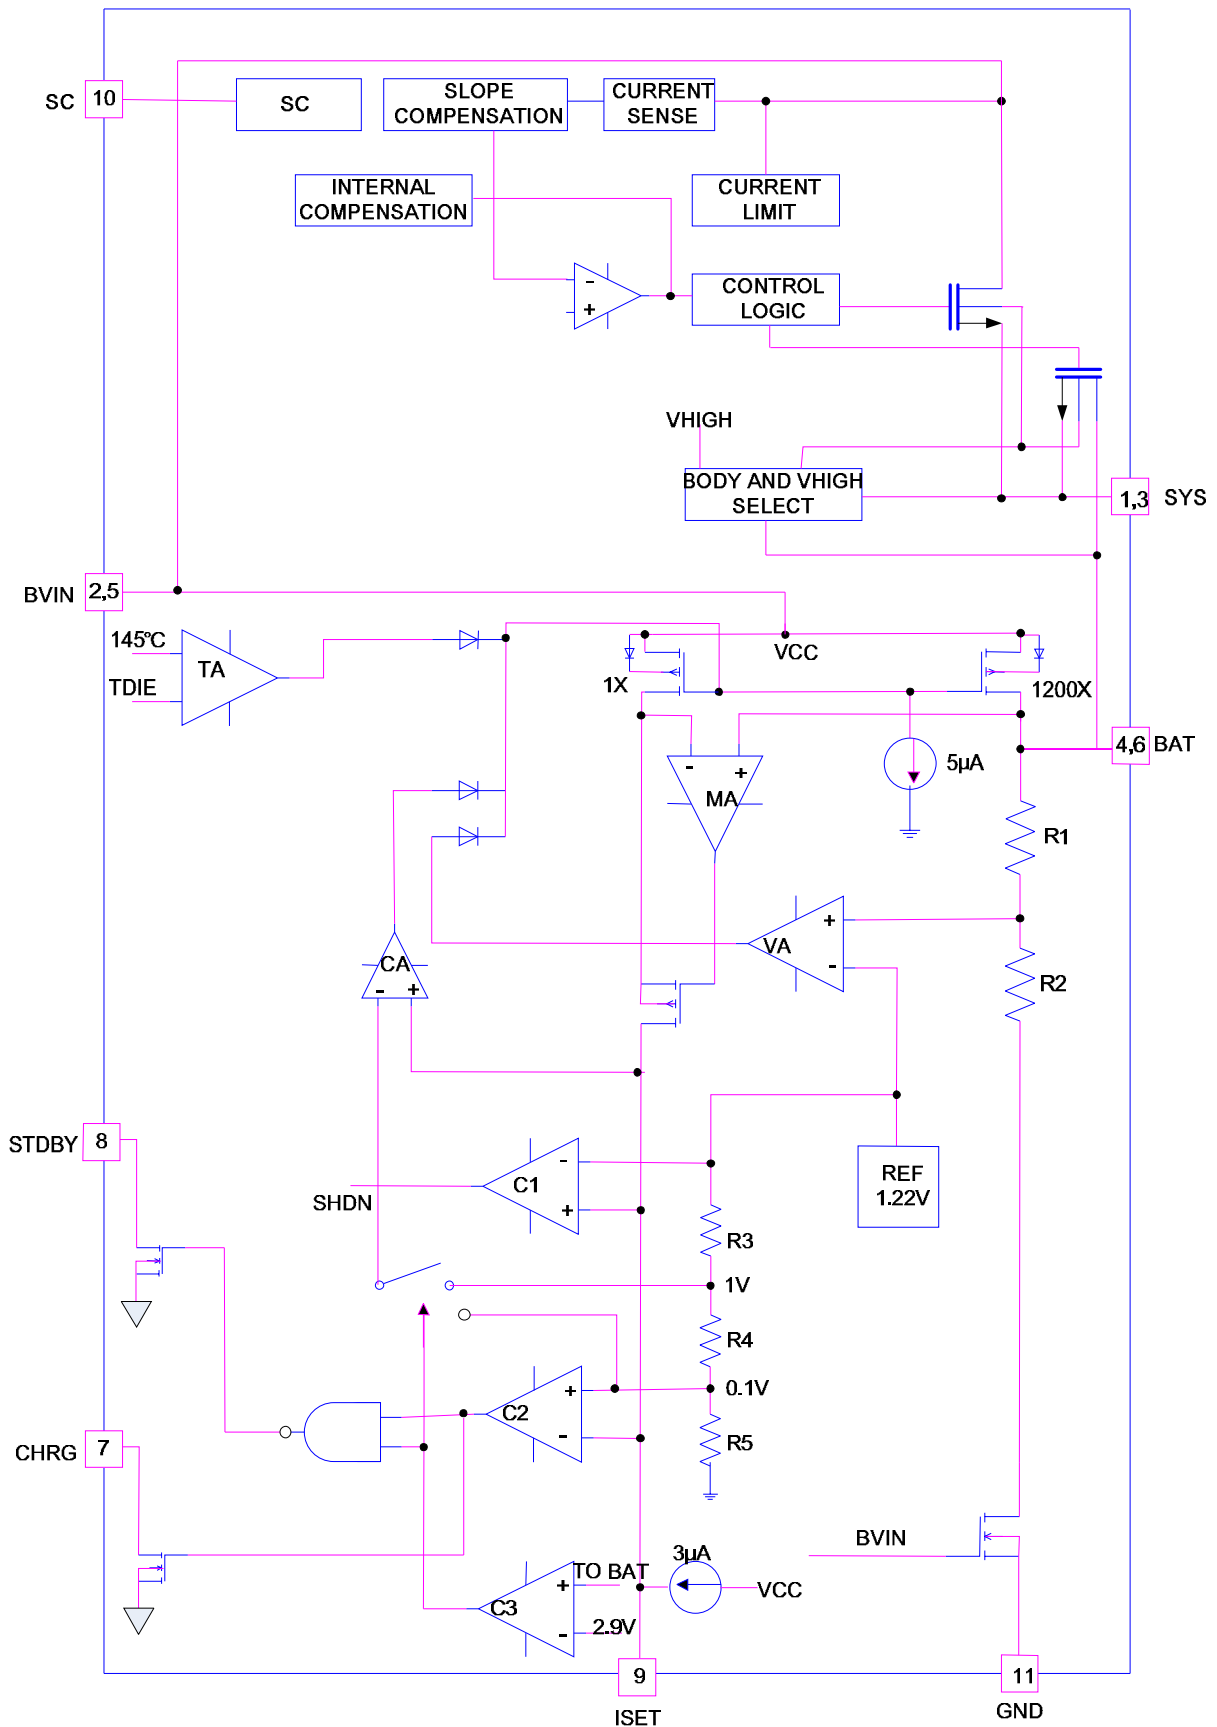 SC
10
SC
SLOPE
COMPENSATION
CURRENT
SENSE
INTERNAL
COMPENSATION
CURRENT
LIMIT
-
+
CONTROL
LOGIC
VHIGH
BODY AND VHIGH
SELECT
1,3
SYS
BVIN
2,5
145℃
TA
TDIE
VCC
1X
1200X
4,6
BAT
5µA
-
+
MA
R1
+
VA
-
CA
-
+
R2
STDBY
8
-
C1
SHDN
+
REF
1.22V
R3
1V
R4
+
0.1V
C2
-
R5
CHRG
7
BVIN
3µA
TO BAT
+
VCC
C3
2.9V
-
9
11
GND
ISET